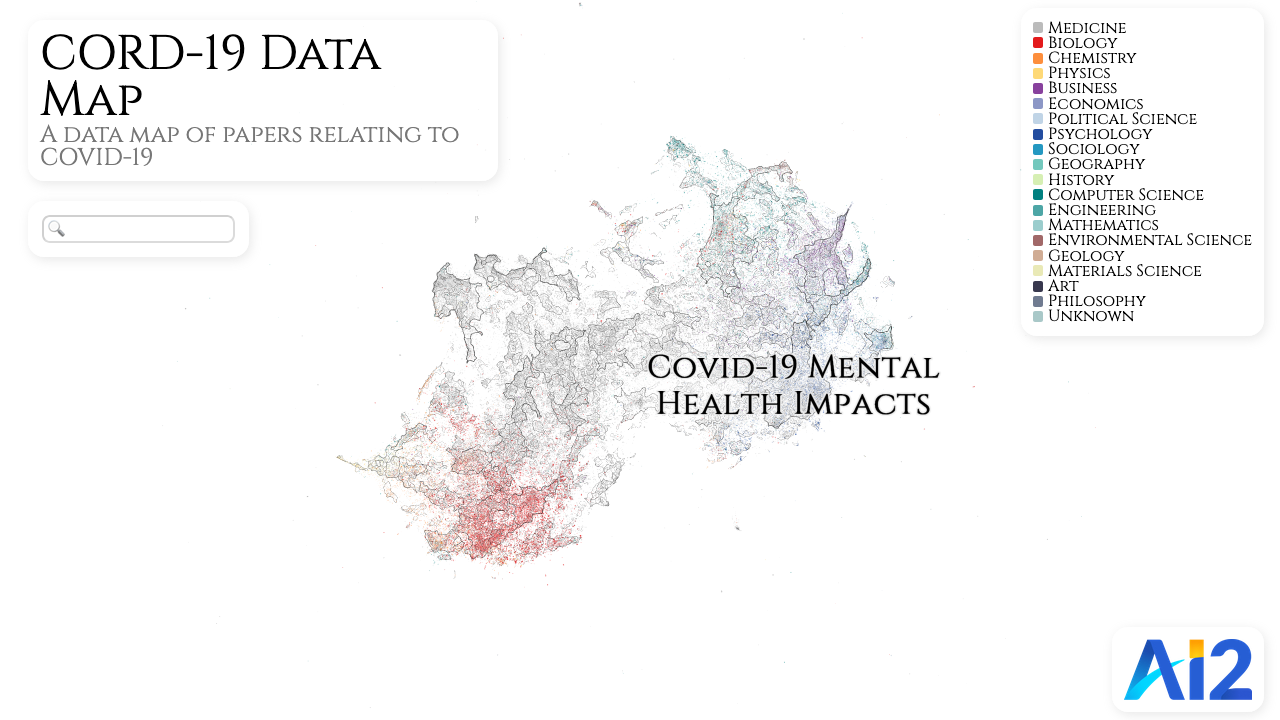 CORD-19 Data
Map
A data map of papers relating to
COVID-19
Medicine
Biology
Chemistry
Physics
Business
Economics
Political Science
Psychology
Sociology
Geography
History
Computer Science
Engineering
Mathematics
Environmental Science
Geology
Materials Science
Art
Philosophy
Unknown
Covid-19 Mental
Health Impacts
Ai2